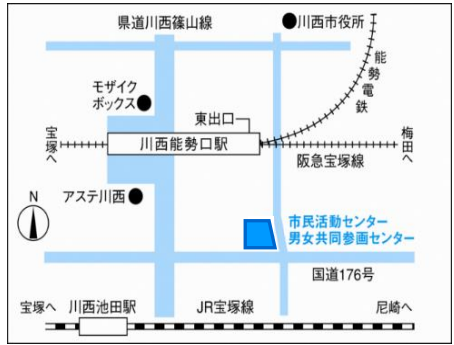 県道川西篠山線
川西市役所
能勢電鉄
モザイク
ボックス
東出口
宝塚へ
川西能勢口駅
梅田へ
阪急宝塚線
アステ川西
N
市民活動センター
男女共同参画センター
国道176号
宝塚へ
川西池田駅
JR宝塚線
尼崎へ